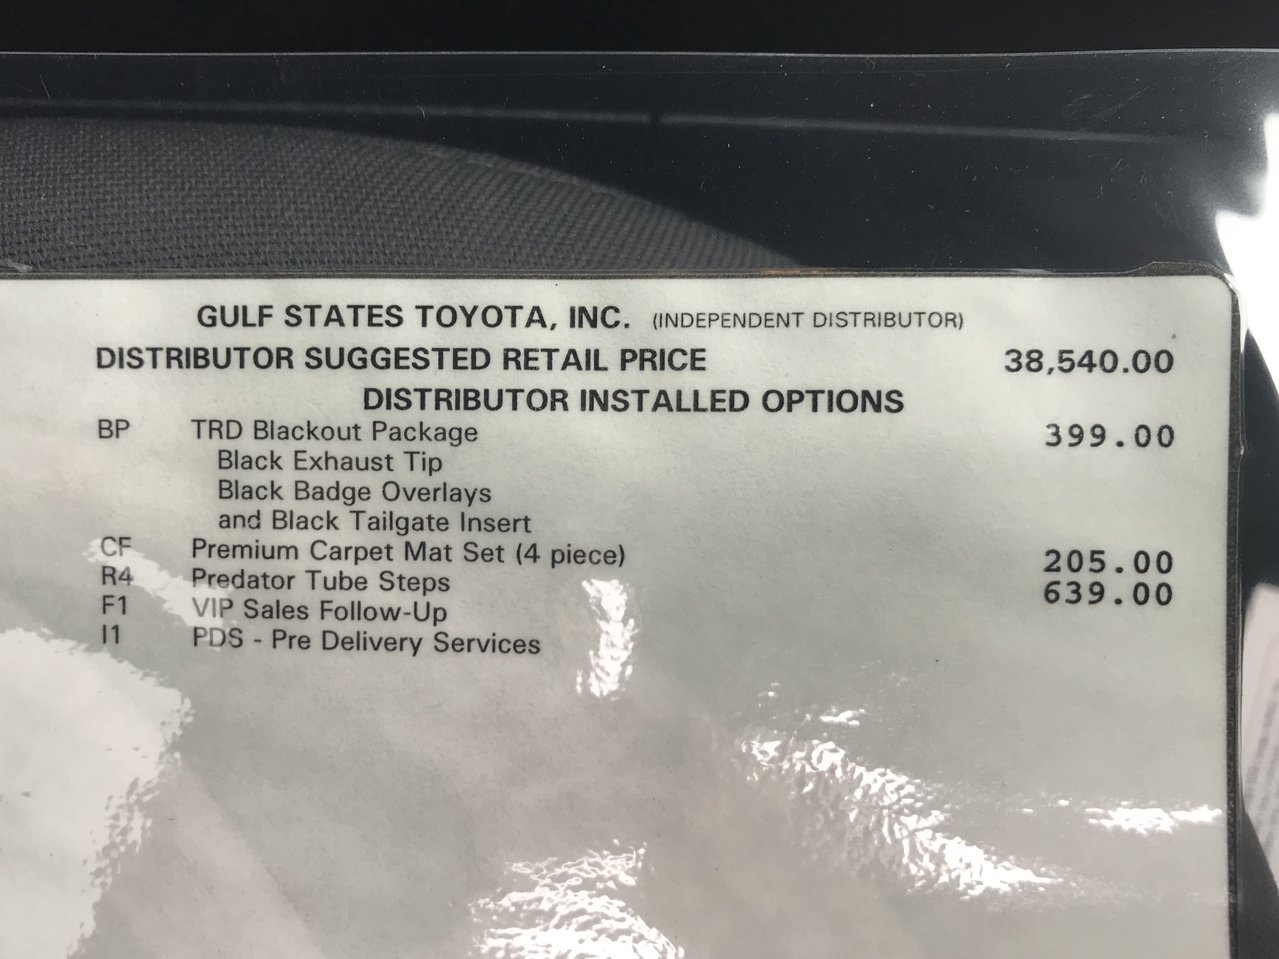 GULF STATES TOYOTA, INC. (INDEPENDENT DISTRIBUTOR)
DISTRIBUTOR SUGGESTED RETAIL PRICE 38,540.00
DISTRIBUTOR INSTALLED OPTIONS
BP TRD Blackout Package 399.00
Black Exhaust Tip
Black Badge Overlays
and Black Tailgate Insert
CF Premium Carpet Mat Set (4 piece) 205.00
R4 Predator Tube Steps 639.00
F1 VIP Sales Follow-Up
I1 PDS - Pre Delivery Services